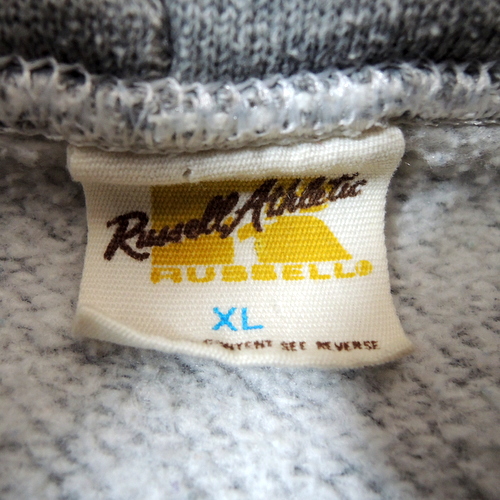 Russell Athletic
RUSSELL®
XL
CONTENT SEE REVERSE